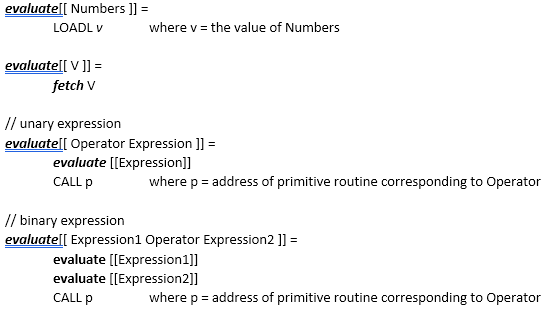 evaluate[[ Numbers ]] =
LOADL v where v = the value of Numbers
evaluate[[ V ]] =
fetch V
// unary expression
evaluate[[ Operator Expression ]] =
evaluate [[Expression]]
CALL p where p = address of primitive routine corresponding to Operator
// binary expression
evaluate[[ Expression1 Operator Expression2 ]] =
evaluate [[Expression1]]
evaluate [[Expression2]]
CALL p where p = address of primitive routine corresponding to Operator